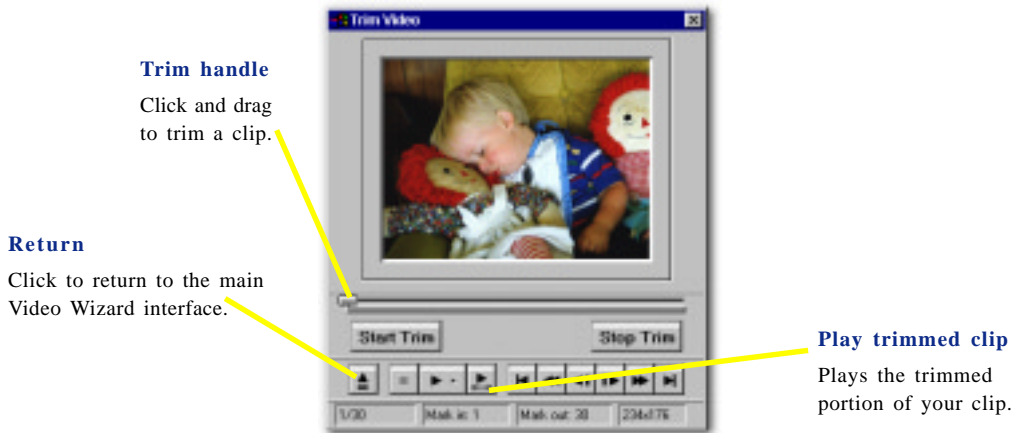 Trim Video
Trim handle
Click and drag
to trim a clip.
Return
Click to return to the main
Video Wizard interface.
Start Trim
Stop Trim
Play trimmed clip
Plays the trimmed
portion of your clip.
1/30
Mark in: 1
Mark out: 30
234x176